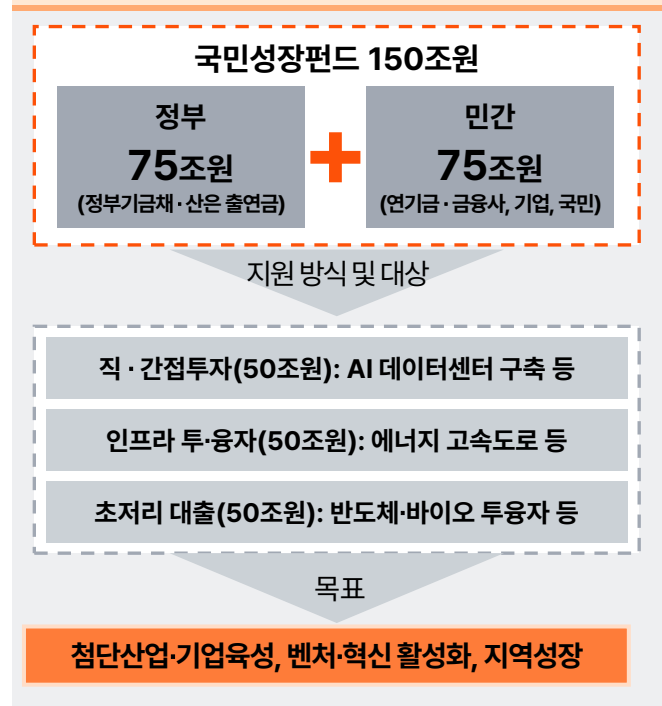 국민성장펀드 150조원
정부
75조원
(정부기금채·산은 출연금)
+
민간
75조원
(연기금·금융사, 기업, 국민)
지원 방식 및 대상
직·간접투자(50조원): AI 데이터센터 구축 등
인프라 투·융자(50조원): 에너지 고속도로 등
초저리 대출(50조원): 반도체·바이오 투융자 등
목표
첨단산업·기업육성, 벤처·혁신 활성화, 지역성장